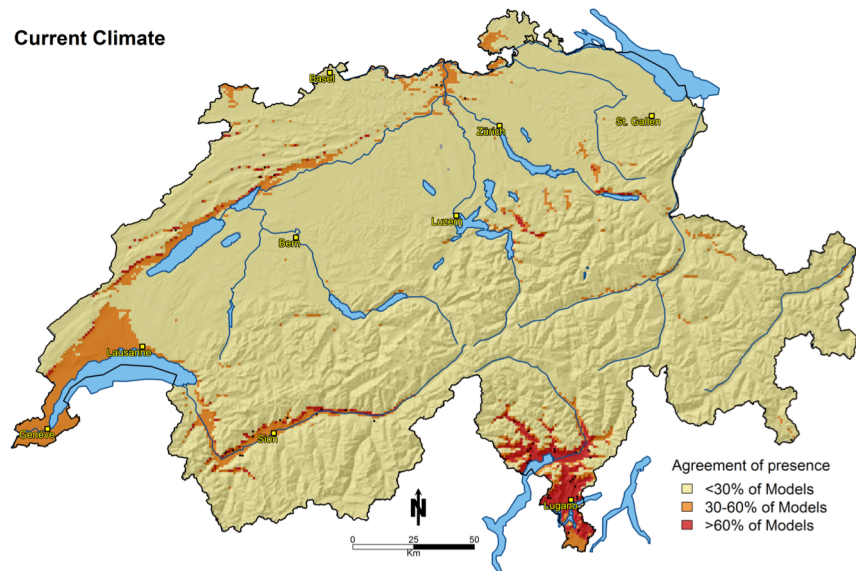 Current Climate
Basel
Zürich
St. Gallen
Luzern
Bern
Lausanne
Genève
Sion
Lugano
N
0 25 50
Km
Agreement of presence
<30% of Models
30-60% of Models
>60% of Models